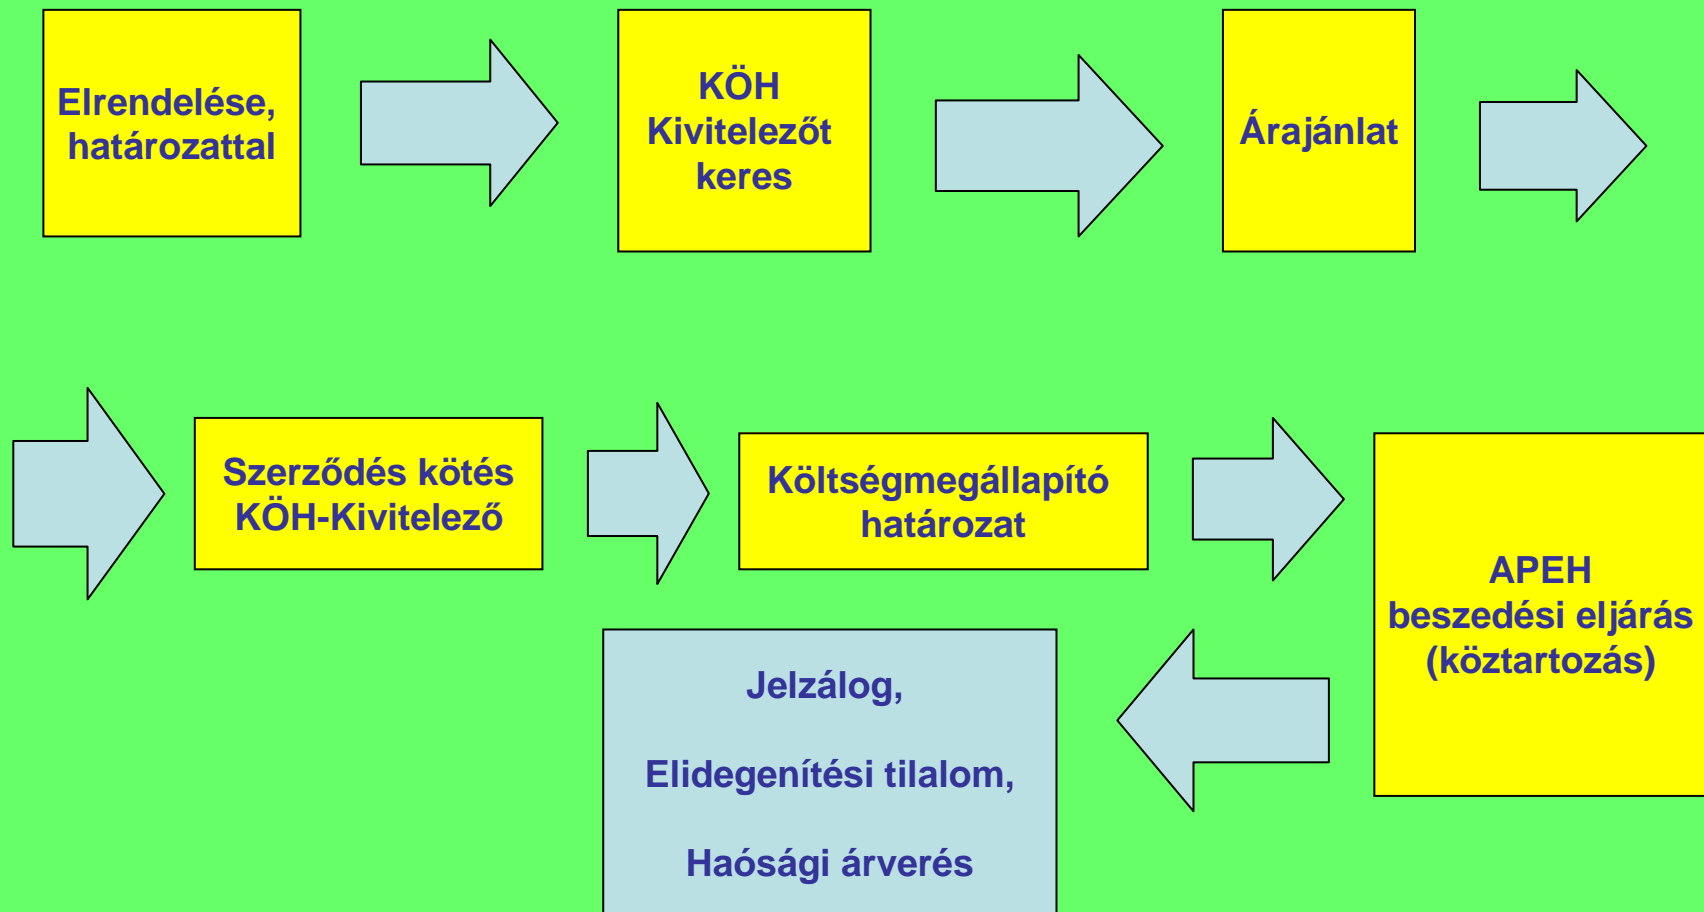 Elrendelése,
határozattal
KÖH
Kivitelezőt
keres
Árajánlat
Szerződés kötés
KÖH-Kivitelező
Költségmegállapító
határozat
APEH
beszedési eljárás
(köztartozás)
Jelzálog,
Elidegenítési tilalom,
Haósági árverés